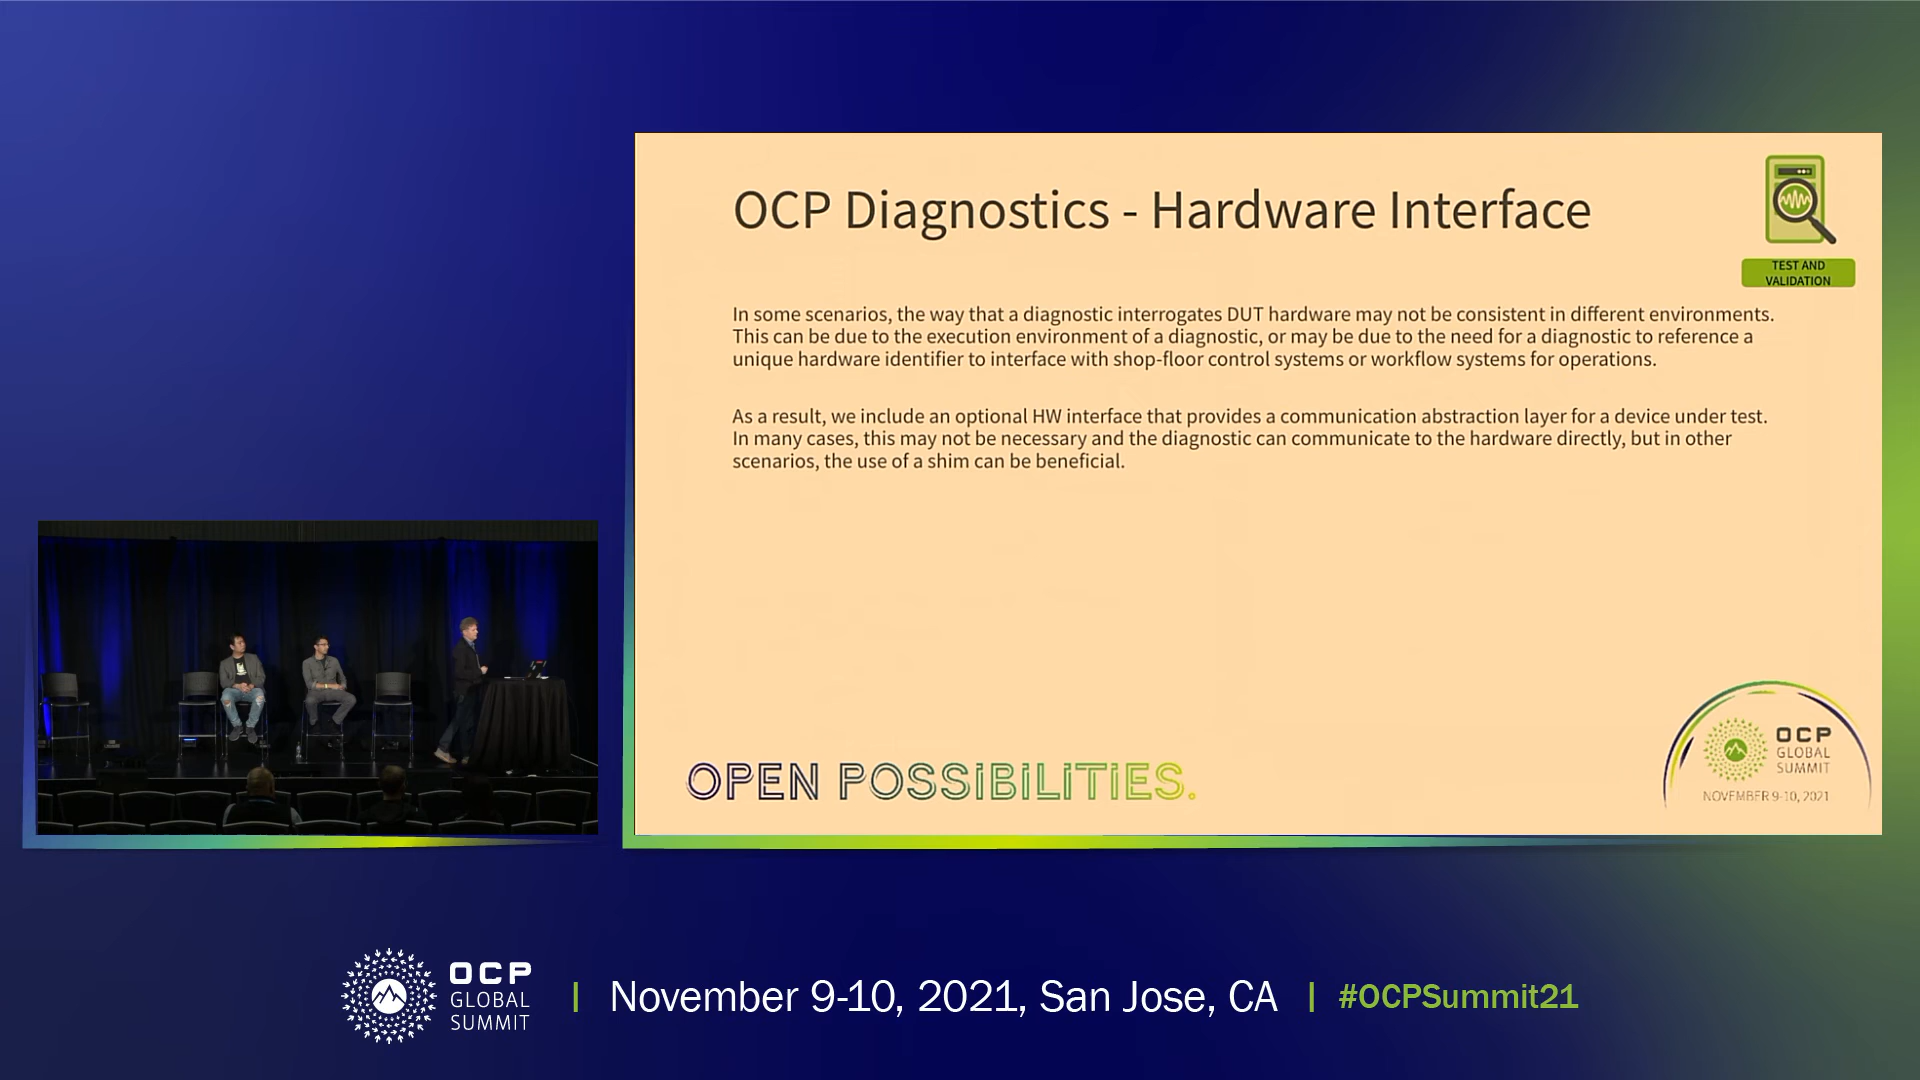 OCP Diagnostics - Hardware Interface
TEST AND
VALIDATION
In some scenarios, the way that a diagnostic interrogates DUT hardware may not be consistent in different environments.
This can be due to the execution environment of a diagnostic, or may be due to the need for a diagnostic to reference a
unique hardware identifier to interface with shop-floor control systems or workflow systems for operations.
As a result, we include an optional HW interface that provides a communication abstraction layer for a device under test.
In many cases, this may not be necessary and the diagnostic can communicate to the hardware directly, but in other
scenarios, the use of a shim can be beneficial.
OPEN POSSIBILITIES.
OCP
GLOBAL
SUMMIT
NOVEMBER 9-10, 2021
OCP
GLOBAL
SUMMIT
| November 9-10, 2021, San Jose, CA | #OCPSummit21